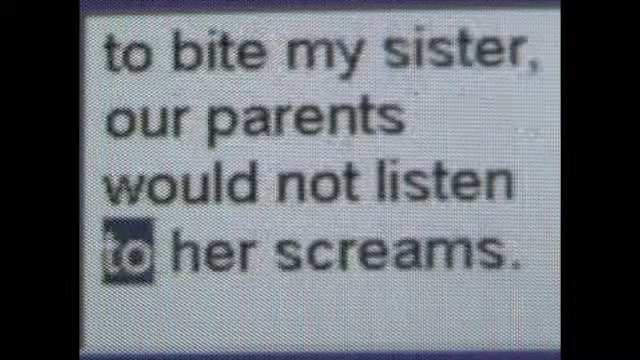 to bite my sister,
our parents
would not listen
to her screams.